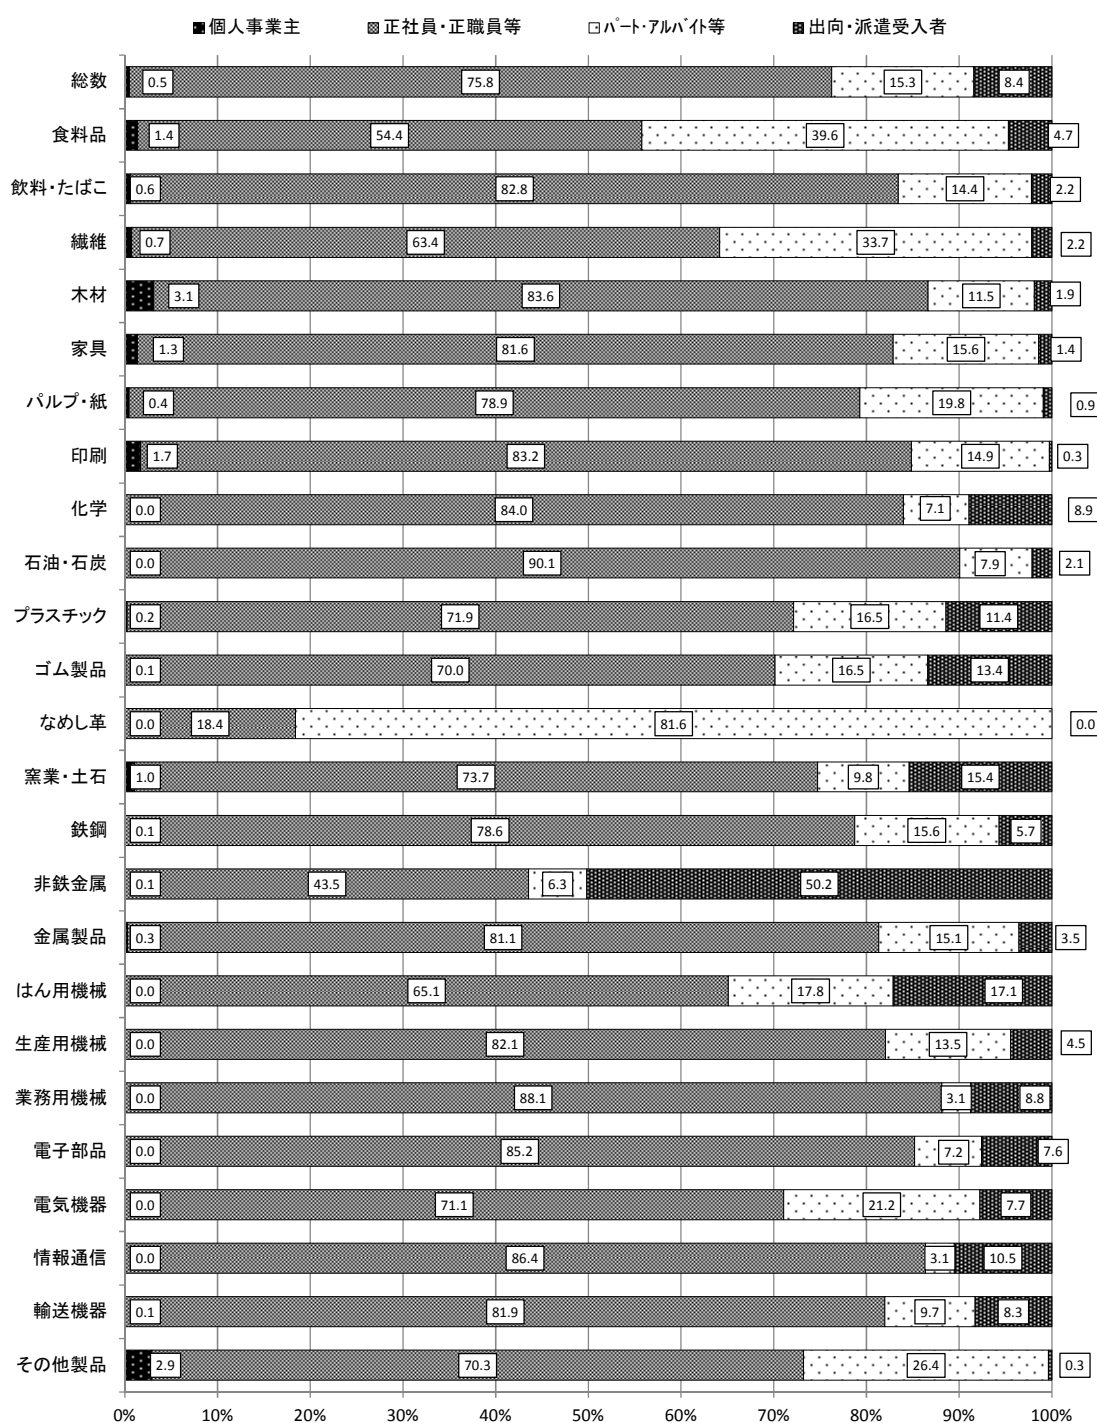 個人事業主 正社員・正職員等 ﾊﾟｰﾄ・ｱﾙﾊﾞｲﾄ等 出向・派遣受入者
総数 0.5 75.8 15.3 8.4
食料品 1.4 54.4 39.6 4.7
飲料・たばこ 0.6 82.8 14.4 2.2
繊維 0.7 63.4 33.7 2.2
木材 3.1 83.6 11.5 1.9
家具 1.3 81.6 15.6 1.4
パルプ・紙 0.4 78.9 19.8 0.9
印刷 1.7 83.2 14.9 0.3
化学 0.0 84.0 7.1 8.9
石油・石炭 0.0 90.1 7.9 2.1
プラスチック 0.2 71.9 16.5 11.4
ゴム製品 0.1 70.0 16.5 13.4
なめし革 0.0 18.4 81.6 0.0
窯業・土石 1.0 73.7 9.8 15.4
鉄鋼 0.1 78.6 15.6 5.7
非鉄金属 0.1 43.5 6.3 50.2
金属製品 0.3 81.1 15.1 3.5
はん用機械 0.0 65.1 17.8 17.1
生産用機械 0.0 82.1 13.5 4.5
業務用機械 0.0 88.1 3.1 8.8
電子部品 0.0 85.2 7.2 7.6
電気機器 0.0 71.1 21.2 7.7
情報通信 0.0 86.4 3.1 10.5
輸送機器 0.1 81.9 9.7 8.3
その他製品 2.9 70.3 26.4 0.3
0% 10% 20% 30% 40% 50% 60% 70% 80% 90% 100%